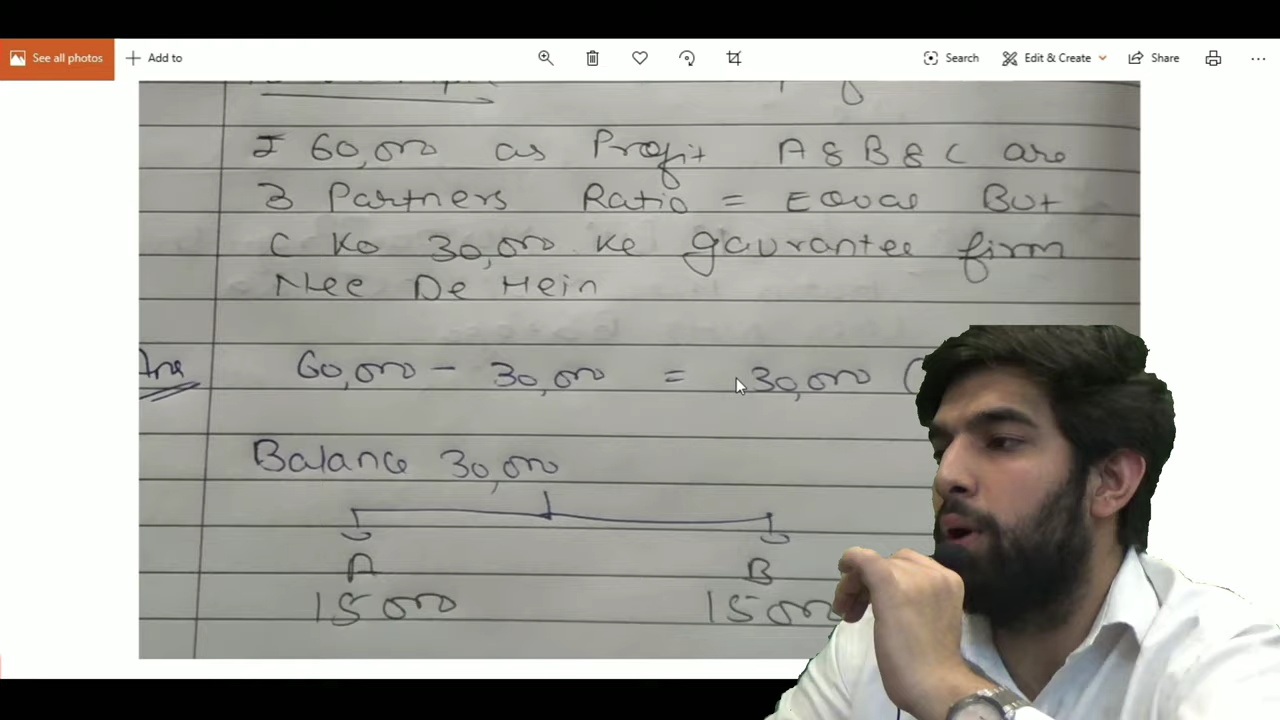 See all photos
Add to
Search
Edit & Create
Share
₹ 60,000 as Profit A & B & C are
3 Partners Ratio = Equal But
C Ko 30,000 ke gaurantee firm
Nee De Hein
Ans
60,000 - 30,000 = 30,000 (
Balance 30,000
A
B
15000
15000